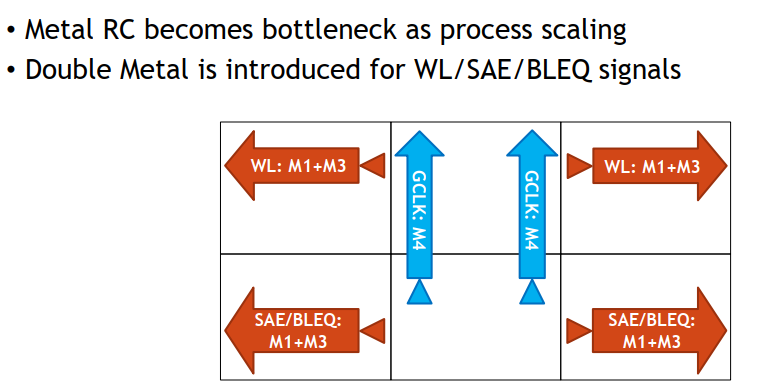 • Metal RC becomes bottleneck as process scaling
• Double Metal is introduced for WL/SAE/BLEQ signals
WL: M1+M3
GCLK: M4
GCLK: M4
WL: M1+M3
SAE/BLEQ:
M1+M3
SAE/BLEQ:
M1+M3